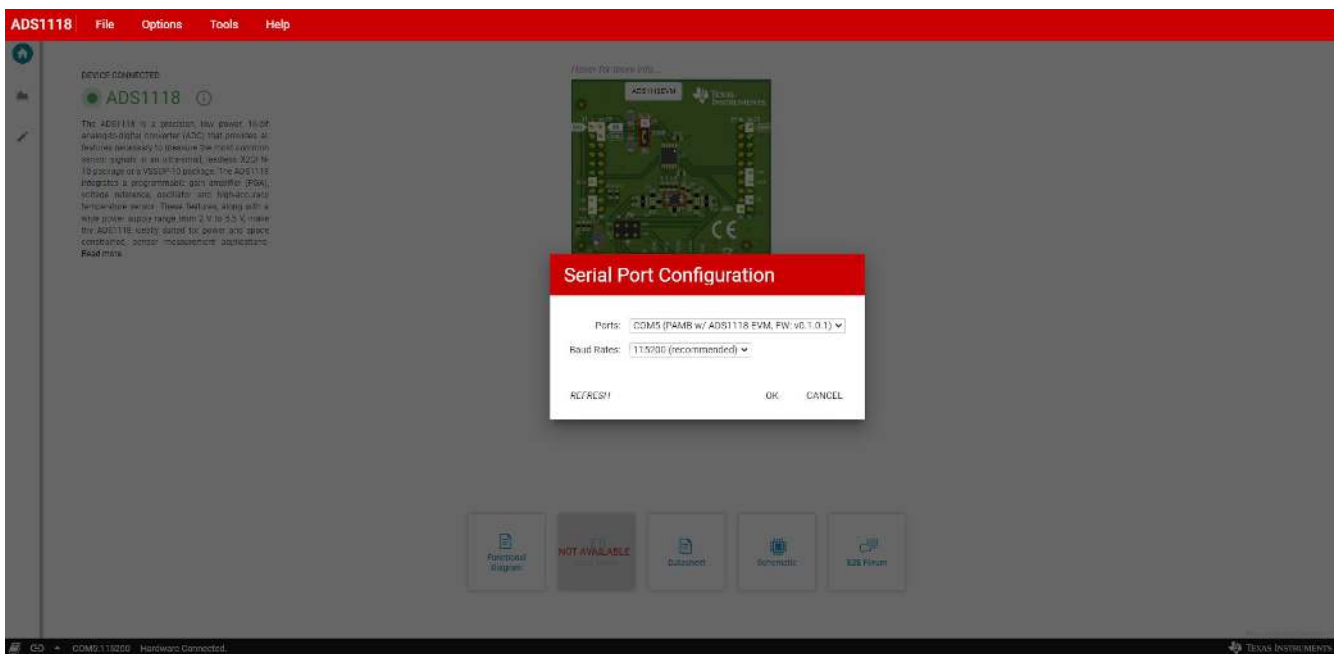 ADS1118 File Options Tools Help
DEVICE CONNECTED
ADS1118
The ADS1118 is a precision, low power, 16-bit
analog-to-digital converter (ADC) that provides all
features necessary to measure the most common
sensor signals in an ultra-small, leadless X2QFN-
10 package or a VSSOP-10 package. The ADS1118
integrates a programmable gain amplifier (PGA),
voltage reference, oscillator and high-accuracy
temperature sensor. These features, along with a
wide power supply range from 2 V to 5.5 V, make
the ADS1118 ideally suited for power and space
constrained, sensor measurement applications.
Read more
Hover for more info...
ADS1118EVM
TEXAS INSTRUMENTS
CE
Serial Port Configuration
Ports: COM5 (PAMB w/ ADS1118 EVM, FW: v0.1.0.1)
Baud Rates: 115200 (recommended)
REFRESH OK CANCEL
Functional
Diagram
NOT AVAILABLE
Datasheet
Schematic
E2E Forum
COM5:115200 Hardware Connected.
TEXAS INSTRUMENTS